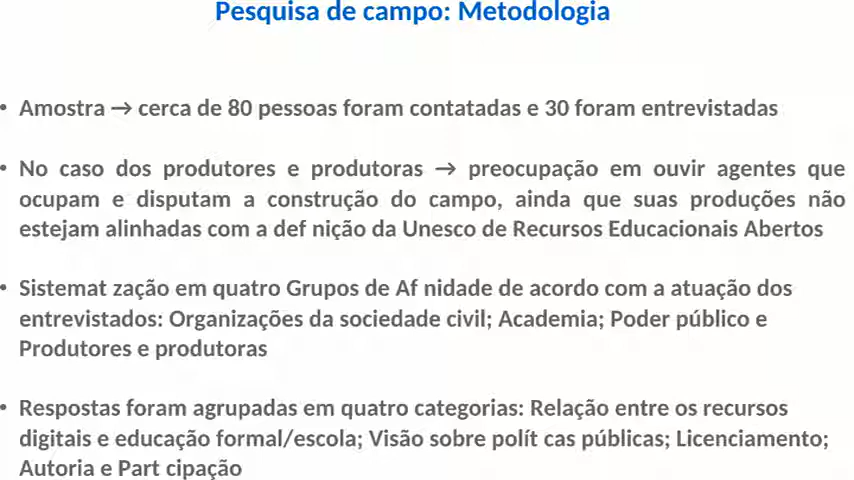 Pesquisa de campo: Metodologia
• Amostra → cerca de 80 pessoas foram contatadas e 30 foram entrevistadas
• No caso dos produtores e produtoras → preocupação em ouvir agentes que
ocupam e disputam a construção do campo, ainda que suas produções não
estejam alinhadas com a def nição da Unesco de Recursos Educacionais Abertos
• Sistemat zação em quatro Grupos de Af nidade de acordo com a atuação dos
entrevistados: Organizações da sociedade civil; Academia; Poder público e
Produtores e produtoras
• Respostas foram agrupadas em quatro categorias: Relação entre os recursos
digitais e educação formal/escola; Visão sobre polít cas públicas; Licenciamento;
Autoria e Part cipação